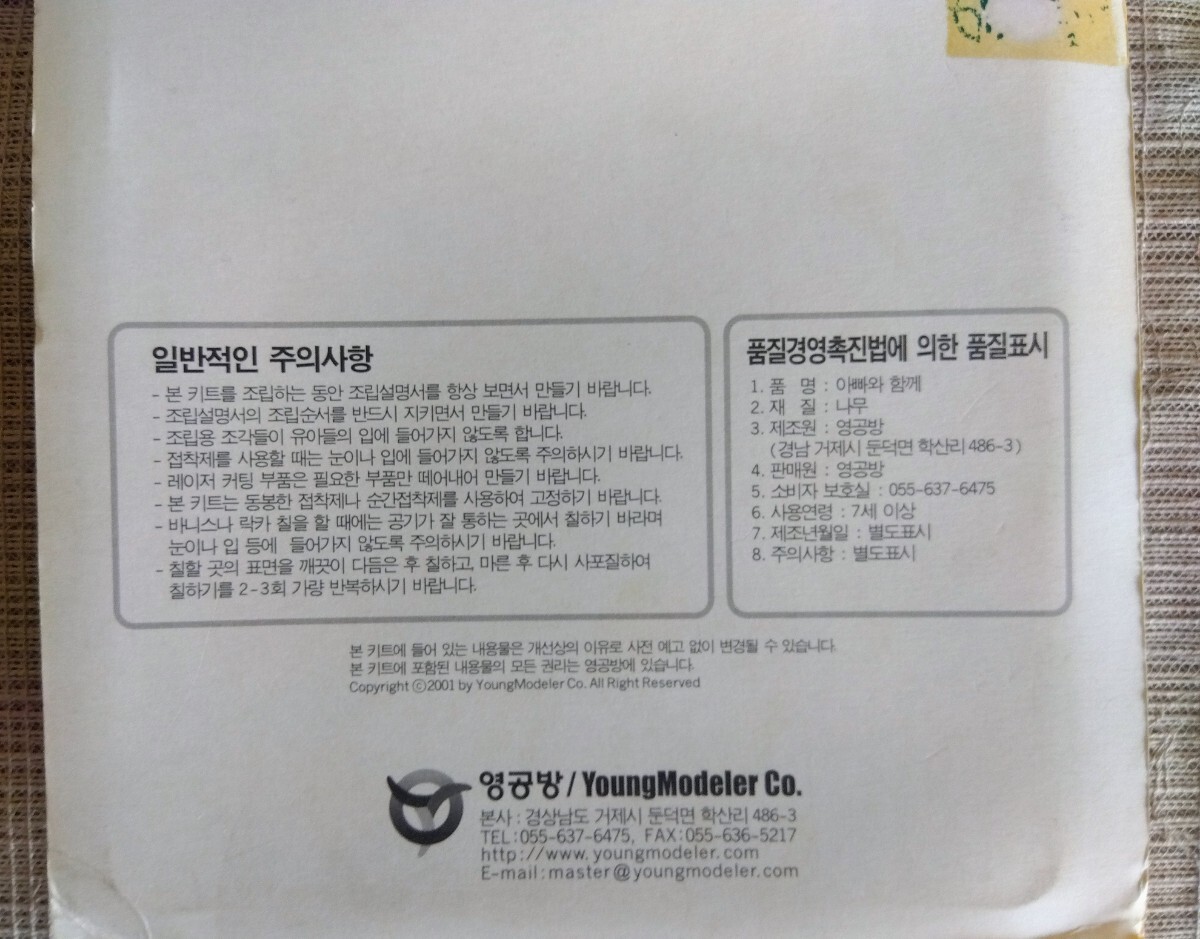 일반적인 주의사항
- 본 키트를 조립하는 동안 조립설명서를 항상 보면서 만들기 바랍니다.
- 조립설명서의 조립순서를 반드시 지키면서 만들기 바랍니다.
- 조립용 조각들이 유아들의 입에 들어가지 않도록 합니다.
- 접착제를 사용할 때는 눈이나 입에 들어가지 않도록 주의하시기 바랍니다.
- 레이저 커팅 부품은 필요한 부품만 떼어내어 만들기 바랍니다.
- 본 키트는 동봉한 접착제나 순간접착제를 사용하여 고정하기 바랍니다.
- 바니스나 락카 칠을 할 때에는 공기가 잘 통하는 곳에서 칠하기 바라며
눈이나 입 등에 들어가지 않도록 주의하시기 바랍니다.
- 칠할 곳의 표면을 깨끗이 다듬은 후 칠하고, 마른 후 다시 사포질하여
칠하기를 2-3회 가량 반복하시기 바랍니다.
품질경영촉진법에 의한 품질표시
1. 품 명 : 아빠와 함께
2. 재 질 : 나무
3. 제조원 : 영공방
(경남 거제시 둔덕면 학산리 486-3)
4. 판매원 : 영공방
5. 소비자 보호실 : 055-637-6475
6. 사용연령 : 7세 이상
7. 제조년월일 : 별도표시
8. 주의사항 : 별도표시
본 키트에 들어 있는 내용물은 개선상의 이유로 사전 예고 없이 변경될 수 있습니다.
본 키트에 포함된 내용물의 모든 권리는 영공방에 있습니다.
Copyright ⓒ2001 by YoungModeler Co. All Right Reserved
영공방/YoungModeler Co.
본사 : 경상남도 거제시 둔덕면 학산리 486-3
TEL:055-637-6475, FAX:055-636-5217
http://www.youngmodeler.com
E-mail:master@youngmodeler.com